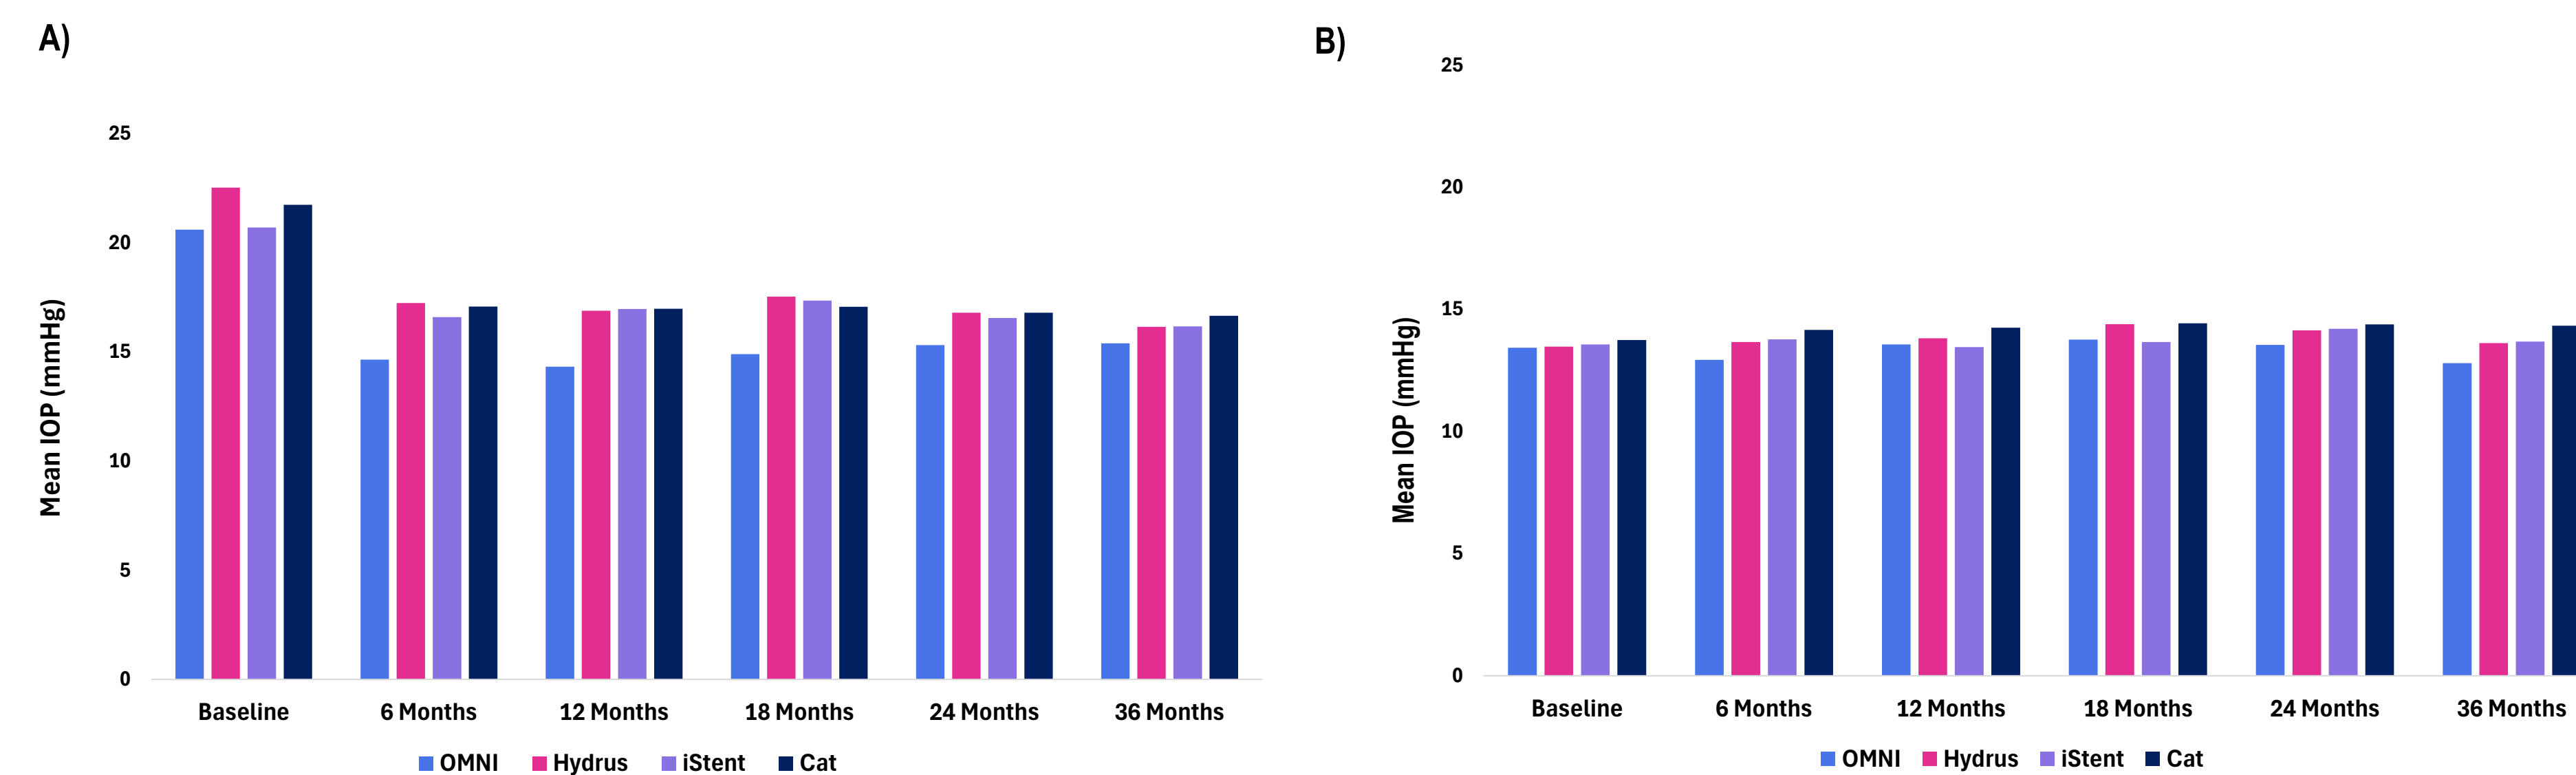 A)
Mean IOP (mmHg)
25
20
15
10
5
0
Baseline 6 Months 12 Months 18 Months 24 Months 36 Months
OMNI Hydrus iStent Cat
B)
Mean IOP (mmHg)
25
20
15
10
5
0
Baseline 6 Months 12 Months 18 Months 24 Months 36 Months
OMNI Hydrus iStent Cat